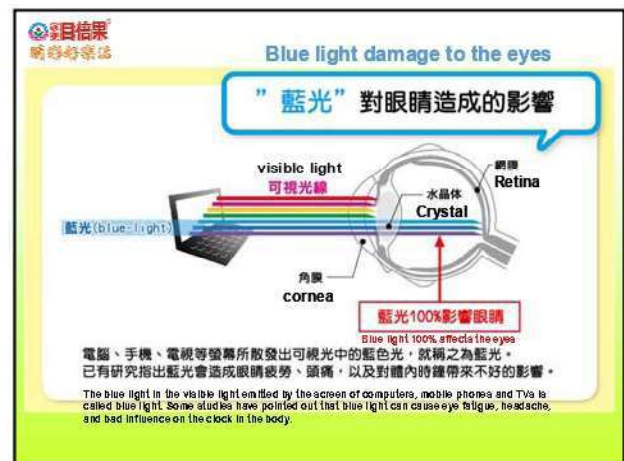 目倍果
Blue light damage to the eyes
”藍光”對眼睛造成的影響
visible light
可視光線
網膜
Retina
水晶体
Crystal
藍光(blue-light)
角膜
cornea
藍光100%影響眼睛
Blue light 100% affects the eyes
電腦、手機、電視等螢幕所散發出可視光中的藍色光，就稱之為藍光。
已有研究指出藍光會造成眼睛疲勞、頭痛，以及對體內時鐘帶來不好的影響。
The blue light in the visible light emitted by the screen of computers, mobile phones and TVs is
called blue light. Some studies have pointed out that blue light can cause eye fatigue, headache,
and bad influence on the clock in the body.